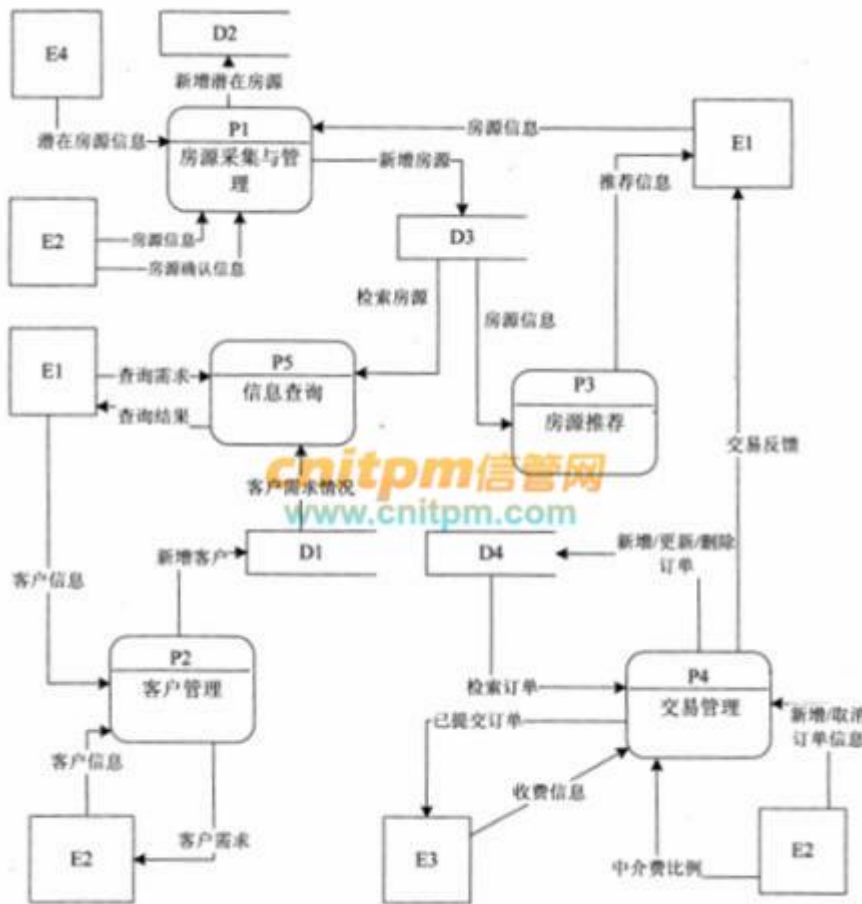 D2
E4
新增潜在房源
P1
房源采集与管
理
潜在房源信息
房源信息
E1
新增房源
推荐信息
E2
房源信息
房源确认信息
D3
检索房源
房源信息
E1
查询需求
查询结果
P5
信息查询
P3
房源推荐
交易反馈
cnitpm信管网
www.cnitpm.com
客户需求情况
新增客户
D1
D4
新增/更新/删除
订单
客户信息
P2
客户管理
P4
交易管理
检索订单
已提交订单
新增/取消
订单信息
客户信息
收费信息
客户需求
E2
E3
中介费比例
E2